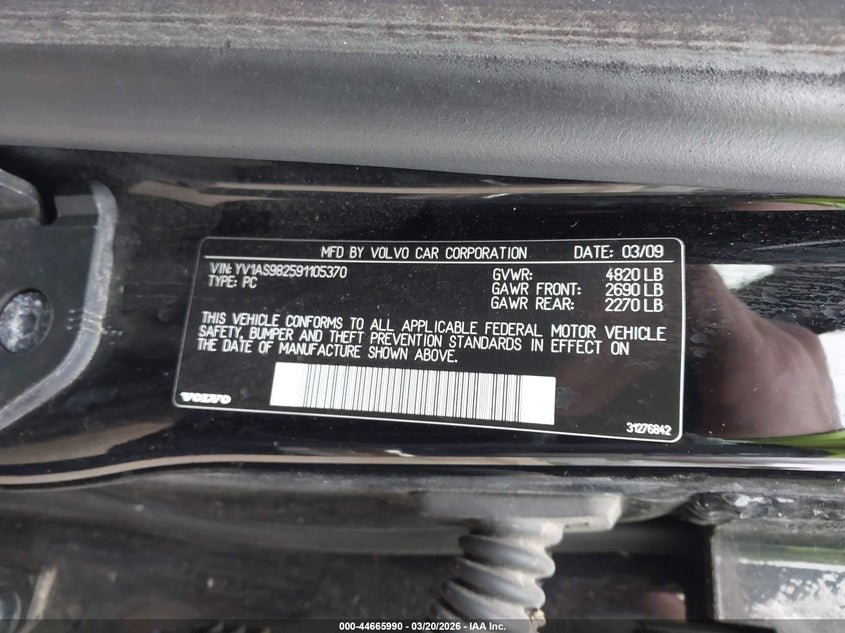 MFD BY VOLVO CAR CORPORATION DATE: 03/09
VIN: YV1AS982591105370 GVWR: 4820 LB
TYPE: PC GAWR FRONT: 2690 LB
GAWR REAR: 2270 LB
THIS VEHICLE CONFORMS TO ALL APPLICABLE FEDERAL MOTOR VEHICLE
SAFETY, BUMPER AND THEFT PREVENTION STANDARDS IN EFFECT ON
THE DATE OF MANUFACTURE SHOWN ABOVE.
VOLVO 31276842
000-44665990 - 03/20/2026 - IAA Inc.